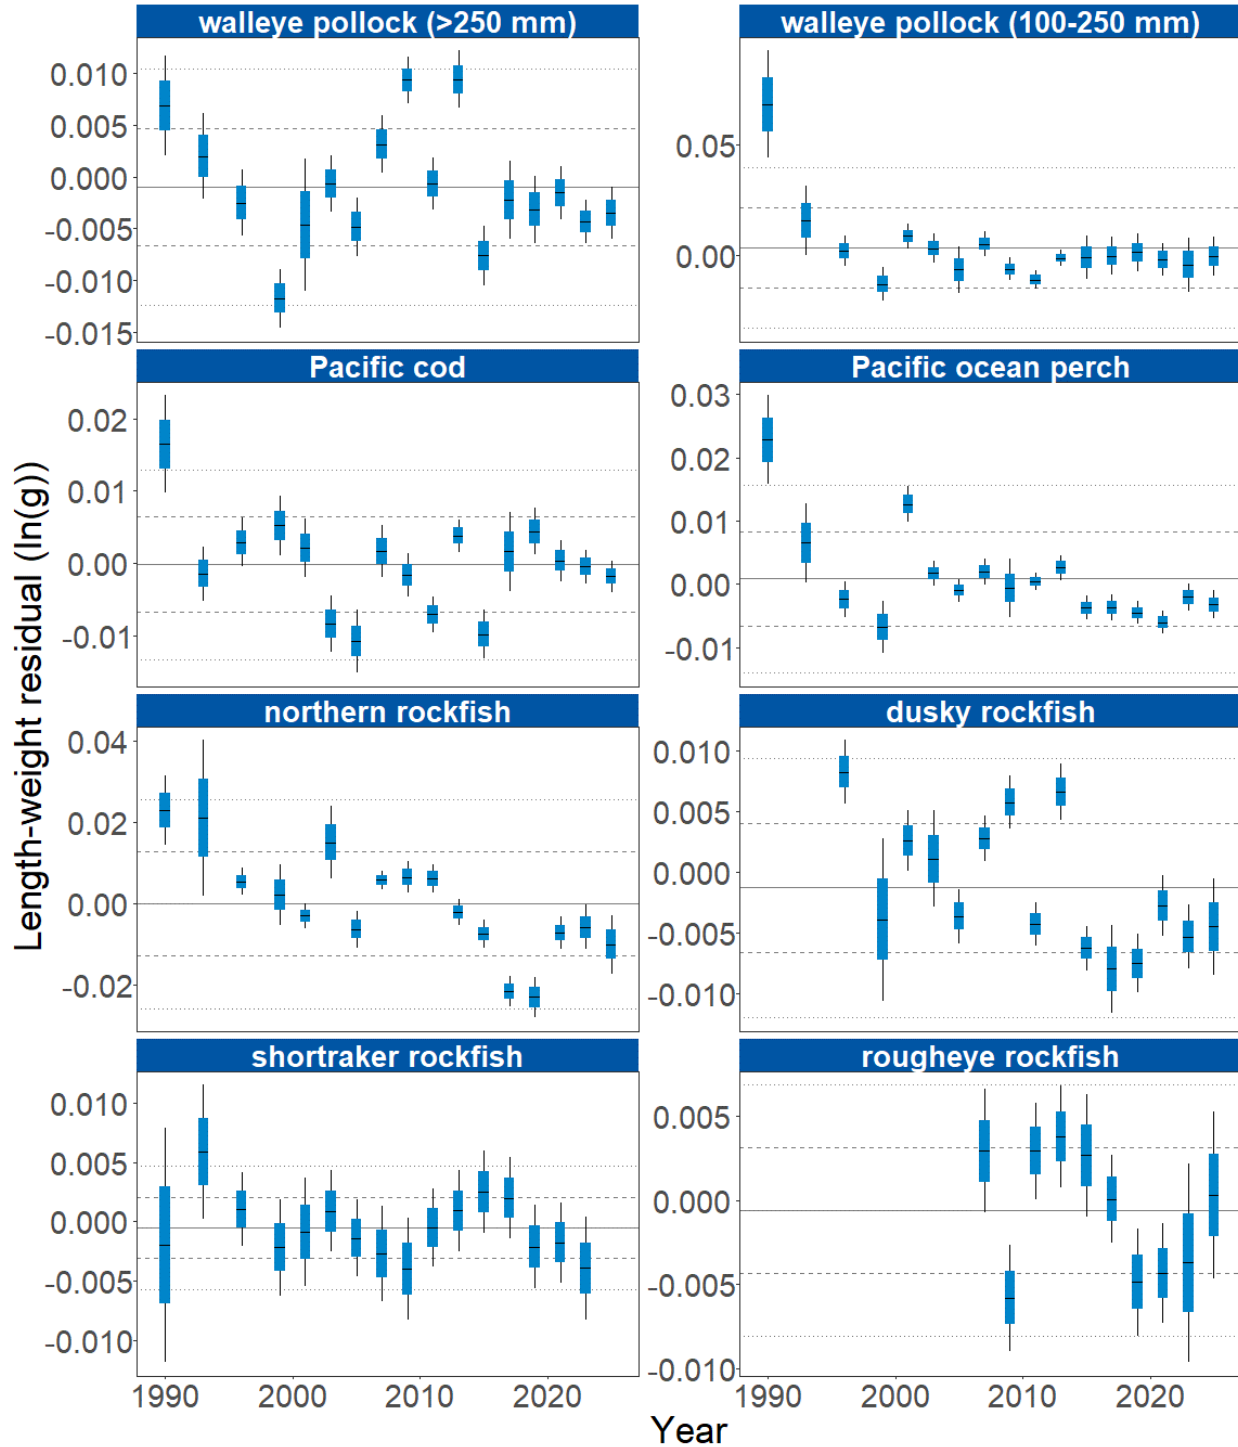 walleye pollock (>250 mm)
walleye pollock (100-250 mm)
0.010
0.005
0.000
-0.005
-0.010
-0.015
0.05
0.00
Pacific cod
Pacific ocean perch
0.02
0.01
0.00
-0.01
0.03
0.02
0.01
0.00
-0.01
Length-weight residual (ln(g))
northern rockfish
dusky rockfish
0.04
0.02
0.00
-0.02
0.010
0.005
0.000
-0.005
-0.010
shortraker rockfish
rougheye rockfish
0.010
0.005
0.000
-0.005
-0.010
0.005
0.000
-0.005
-0.010
1990 2000 2010 2020
1990 2000 2010 2020
Year